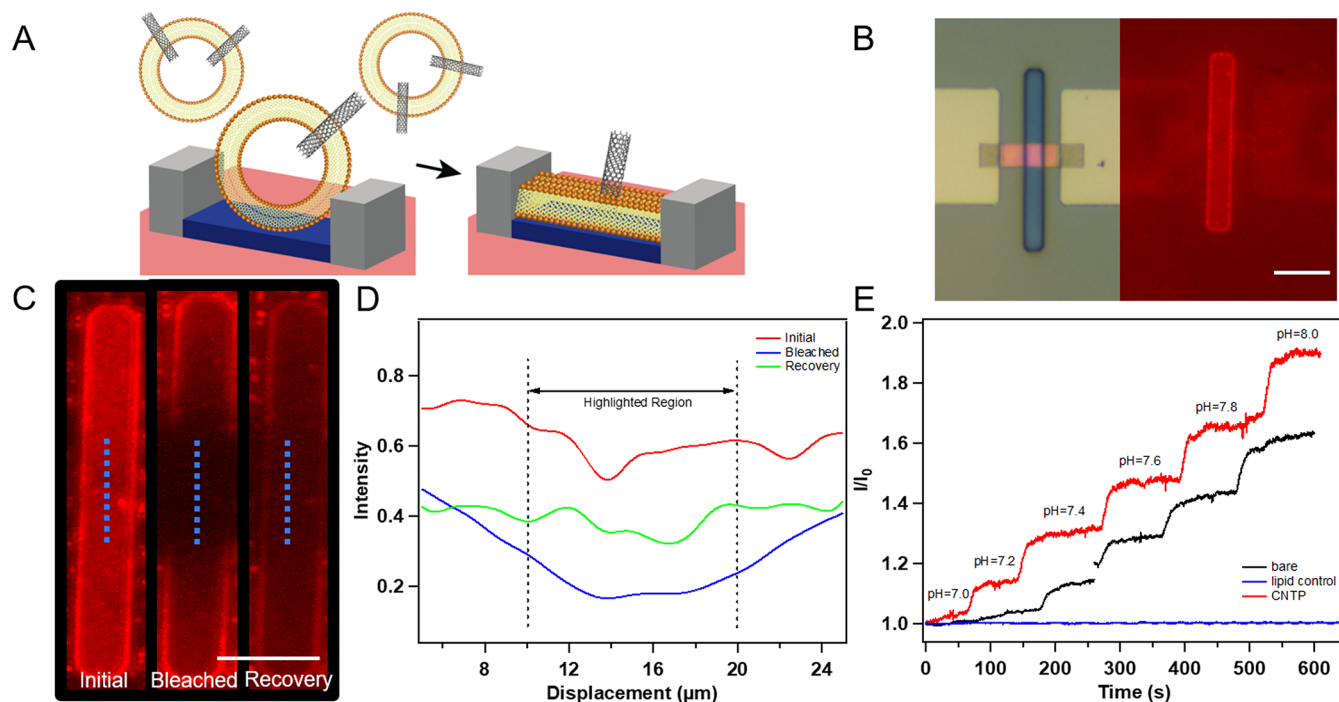 A
B
C
Initial
Bleached
Recovery
D
Initial
Bleached
Recovery
Highlighted Region
0.8
0.6
0.4
0.2
Intensity
8
12
16
20
24
Displacement (µm)
E
2.0
1.8
1.6
1.4
1.2
1.0
I/I0
pH=7.0
pH=7.2
pH=7.4
pH=7.6
pH=7.8
pH=8.0
bare
lipid control
CNTP
0
100
200
300
400
500
600
Time (s)